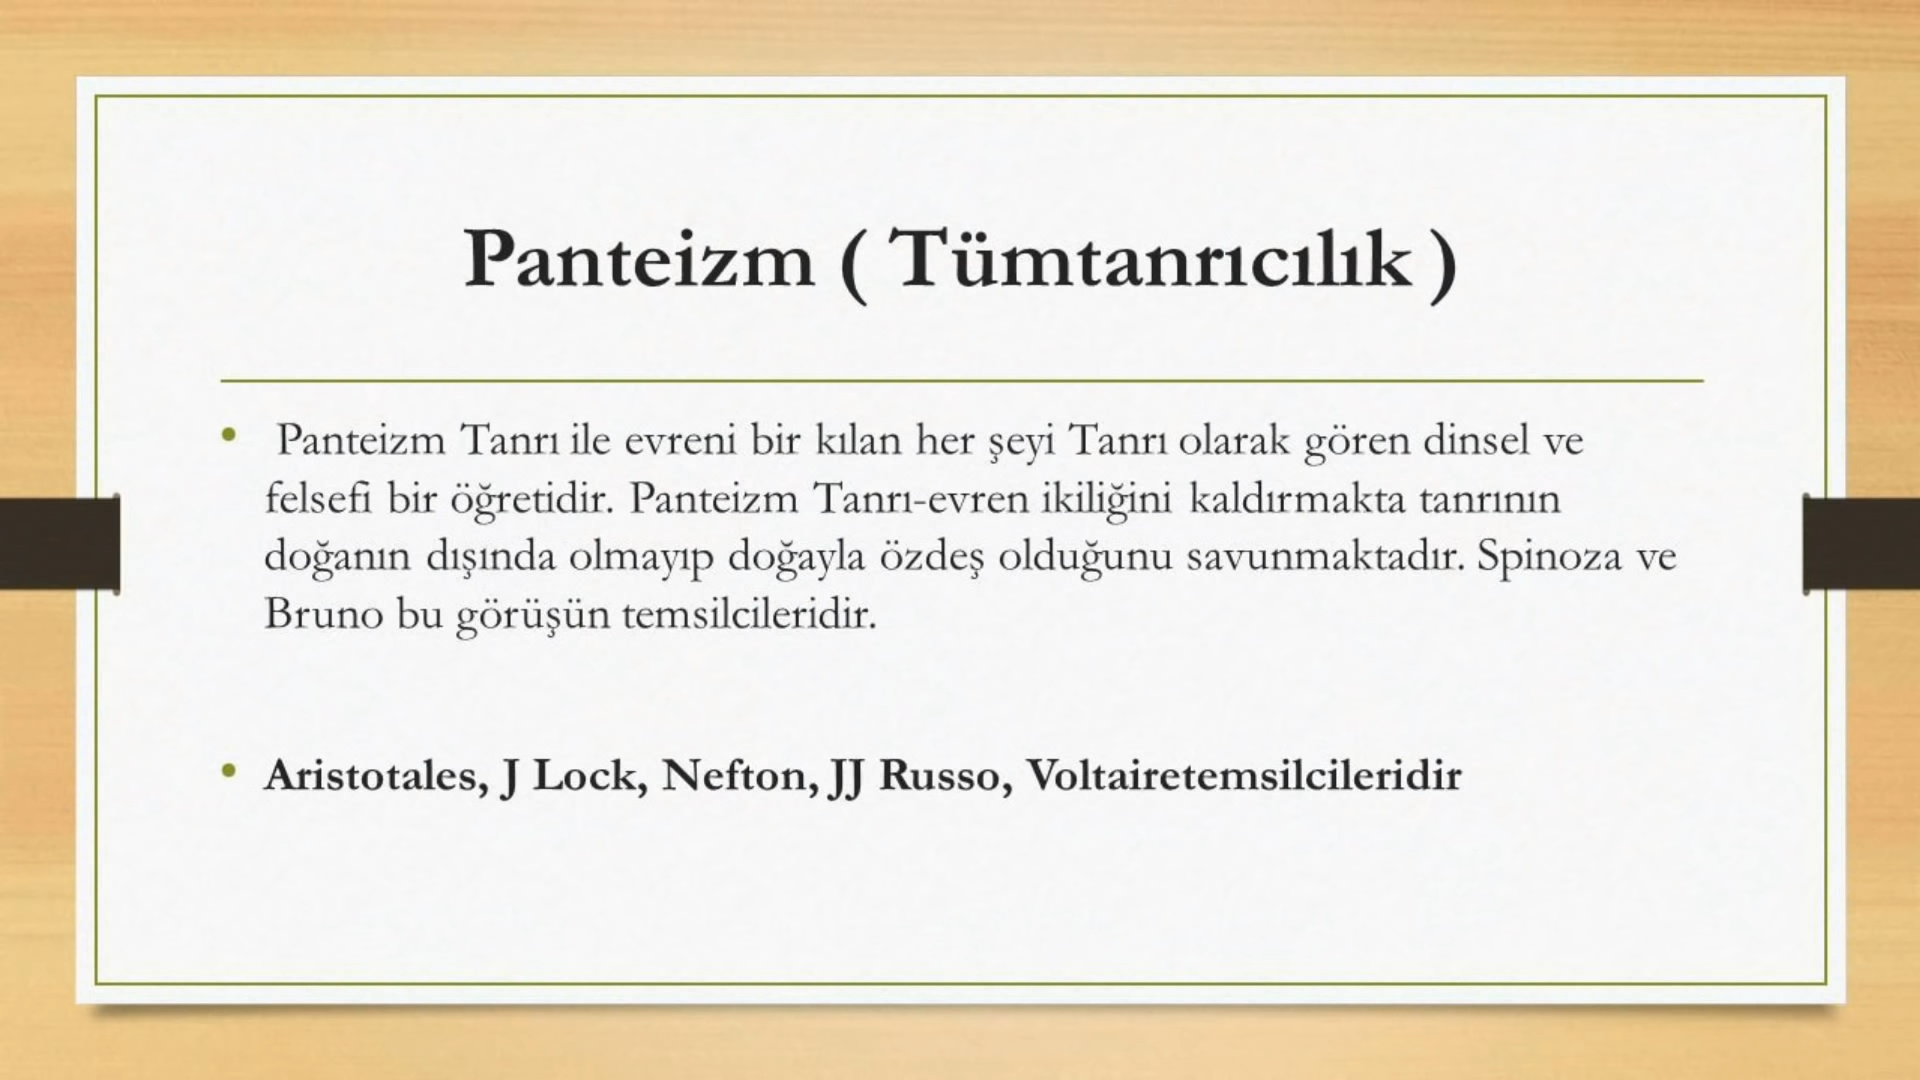 Panteizm ( Tümtanrıcılık )
• Panteizm Tanrı ile evreni bir kılan her şeyi Tanrı olarak gören dinsel ve
felsefi bir öğretidir. Panteizm Tanrı-evren ikiliğini kaldırmakta tanrının
doğanın dışında olmayıp doğayla özdeş olduğunu savunmaktadır. Spinoza ve
Bruno bu görüşün temsilcileridir.
• Aristotales, J Lock, Nefton, JJ Russo, Voltairetemsilcileridir